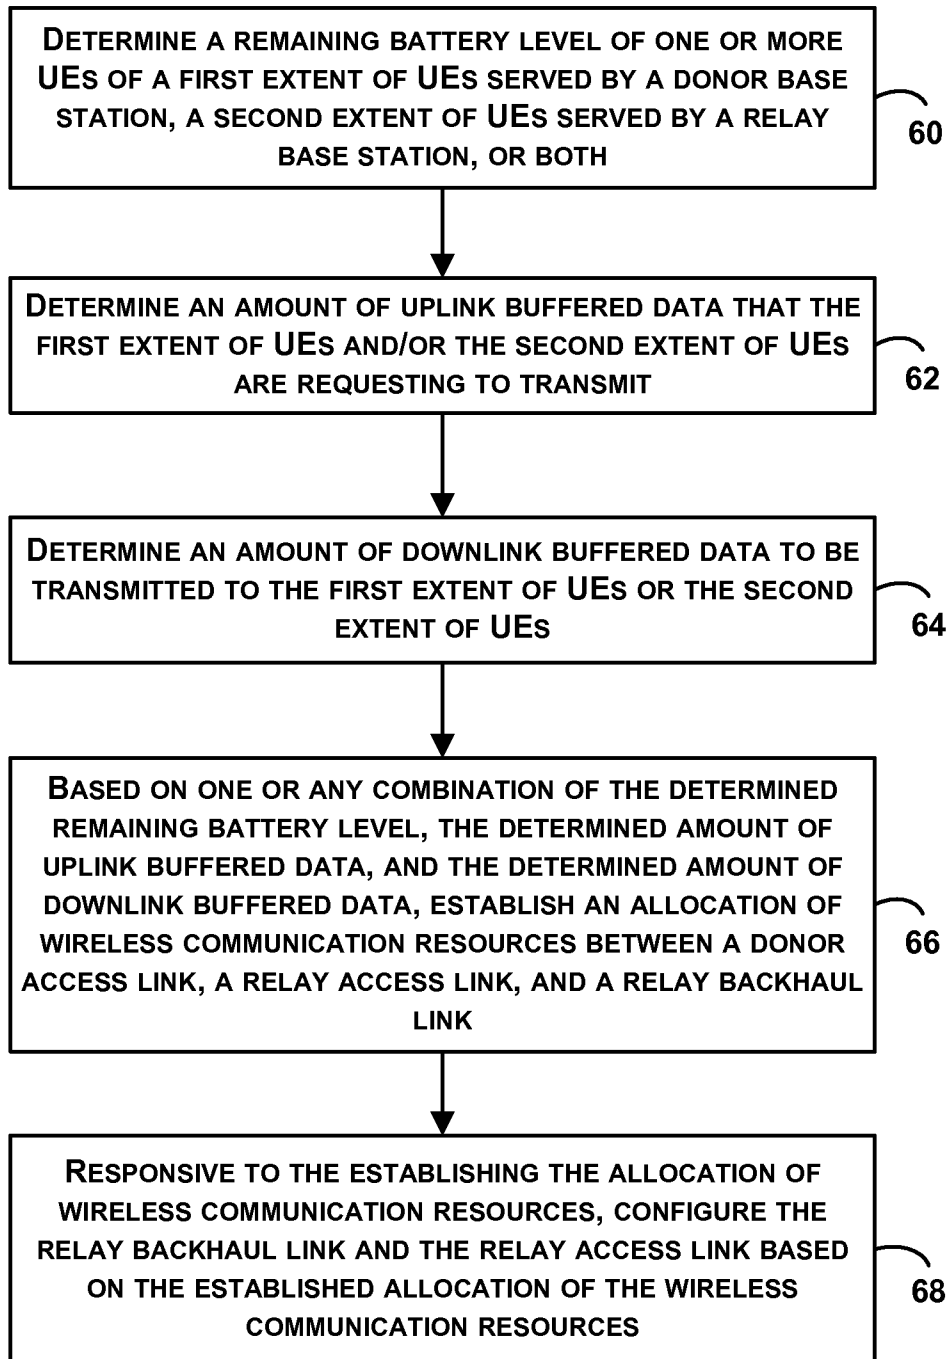 DETERMINE A REMAINING BATTERY LEVEL OF ONE OR MORE
UES OF A FIRST EXTENT OF UES SERVED BY A DONOR BASE
STATION, A SECOND EXTENT OF UES SERVED BY A RELAY
BASE STATION, OR BOTH
60
DETERMINE AN AMOUNT OF UPLINK BUFFERED DATA THAT THE
FIRST EXTENT OF UES AND/OR THE SECOND EXTENT OF UES
ARE REQUESTING TO TRANSMIT
62
DETERMINE AN AMOUNT OF DOWNLINK BUFFERED DATA TO BE
TRANSMITTED TO THE FIRST EXTENT OF UES OR THE SECOND
EXTENT OF UES
64
BASED ON ONE OR ANY COMBINATION OF THE DETERMINED
REMAINING BATTERY LEVEL, THE DETERMINED AMOUNT OF
UPLINK BUFFERED DATA, AND THE DETERMINED AMOUNT OF
DOWNLINK BUFFERED DATA, ESTABLISH AN ALLOCATION OF
WIRELESS COMMUNICATION RESOURCES BETWEEN A DONOR
ACCESS LINK, A RELAY ACCESS LINK, AND A RELAY BACKHAUL
LINK
66
RESPONSIVE TO THE ESTABLISHING THE ALLOCATION OF
WIRELESS COMMUNICATION RESOURCES, CONFIGURE THE
RELAY BACKHAUL LINK AND THE RELAY ACCESS LINK BASED
ON THE ESTABLISHED ALLOCATION OF THE WIRELESS
COMMUNICATION RESOURCES
68